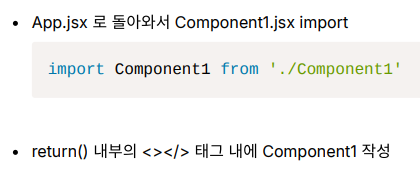 • App.jsx 로 돌아와서 Component1.jsx import
import Component1 from './Component1'
• return() 내부의 <></> 태그 내에 Component1 작성